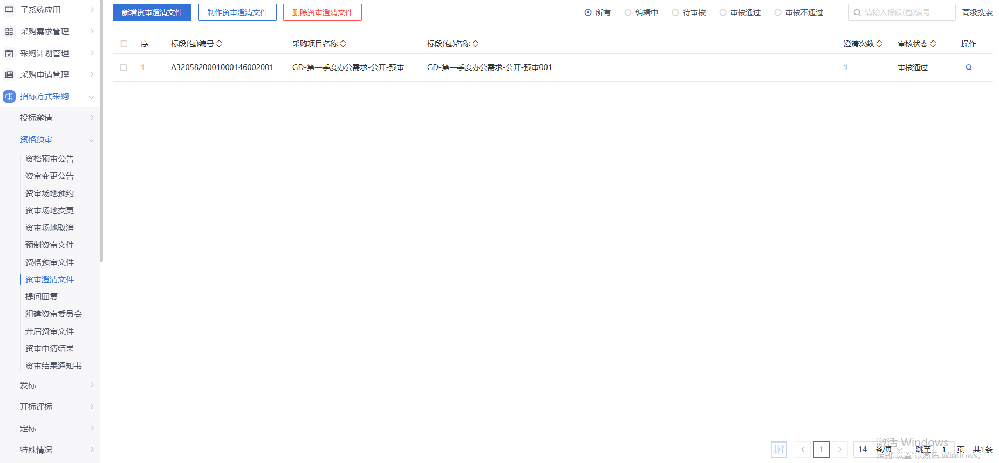 子系统应用
采购需求管理
采购计划管理
采购申请管理
招标方式采购
投标邀请
资格预审
资格预审公告
资审变更公告
资审场地预约
资审场地变更
资审场地取消
预制资审文件
资格预审文件
资审澄清文件
提问回复
组建资审委员会
开启资审文件
资审申请结果
资审结果通知书
发标
开标评标
定标
特殊情况
新增资审澄清文件 制作资审澄清文件 删除资审澄清文件 所有 编辑中 待审核 审核通过 审核不通过 请输入标段(包)编号 高级搜索
序 标段(包)编号 采购项目名称 标段(包)名称 澄清次数 审核状态 操作
1 A3205820001000146002001 GD-第一季度办公需求-公开-预审 GD-第一季度办公需求-公开-预审001 1 审核通过
1 14 条/页 跳至 1 页 共1条
激活 Windows
转到"设置"以激活 Windows。